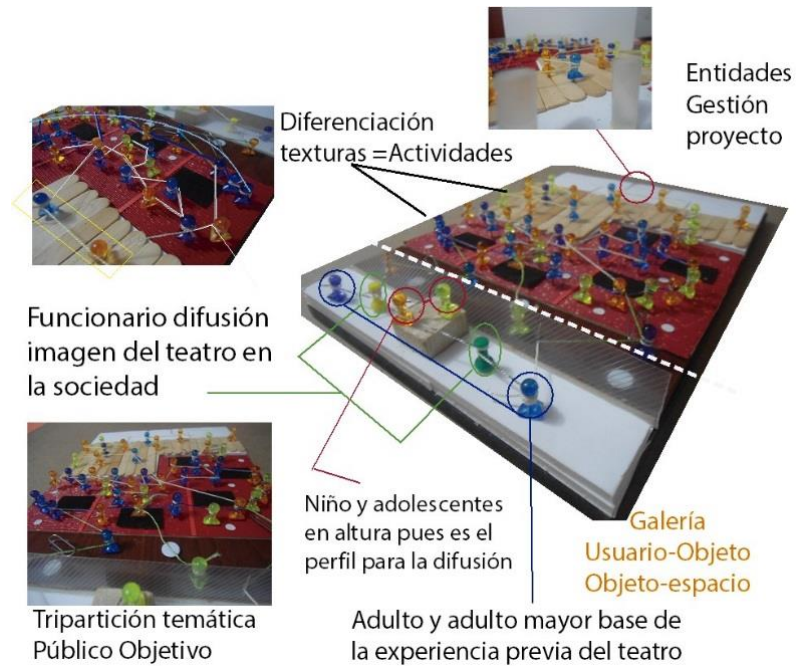 Entidades
Gestión
proyecto
Diferenciación
texturas =Actividades
Funcionario difusión
imagen del teatro en
la sociedad
Niño y adolescentes
en altura pues es el
perfil para la difusión
Galería
Usuario-Objeto
Objeto-espacio
Tripartición temática
Público Objetivo
Adulto y adulto mayor base de
la experiencia previa del teatro